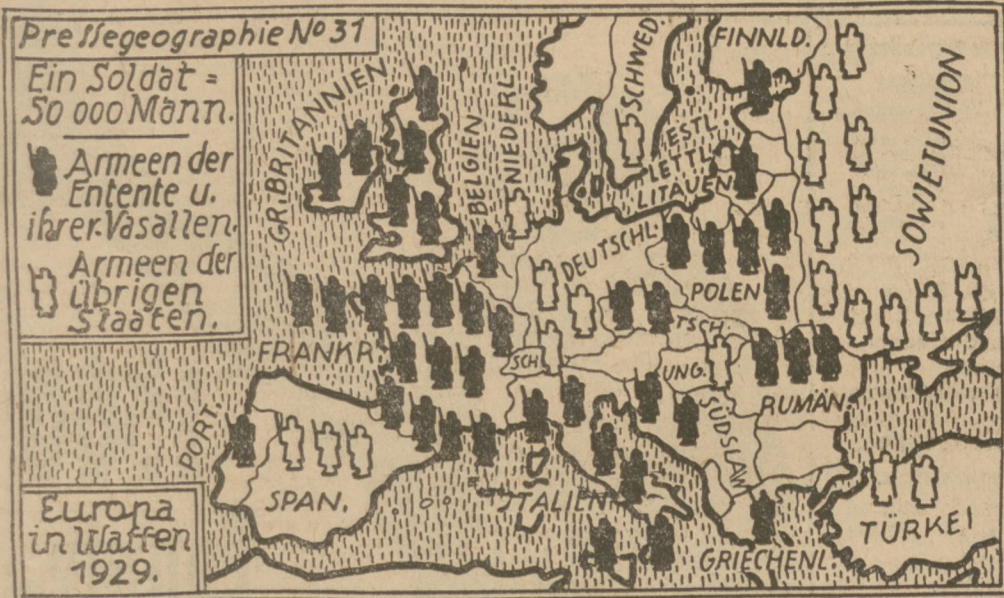 Pressegeographie No 31
Ein Soldat =
50 000 Mann.
Armeen der
Entente u.
ihrer Vasallen.
Armeen der
übrigen
Staaten.
GR.BRITANNIEN
BELGIEN
NIEDERL.
SCHWED.
FINNLD.
ESTL.
LETTL.
LITAUEN
SOWJETUNION
DEUTSCHL.
POLEN
TSCH.
FRANKR.
SCH.
UNG.
RUMÄN
SÜDSLAW.
PORT.
SPAN.
ITALIEN
GRIECHENL.
TÜRKEI
Europa
in Waffen
1929.